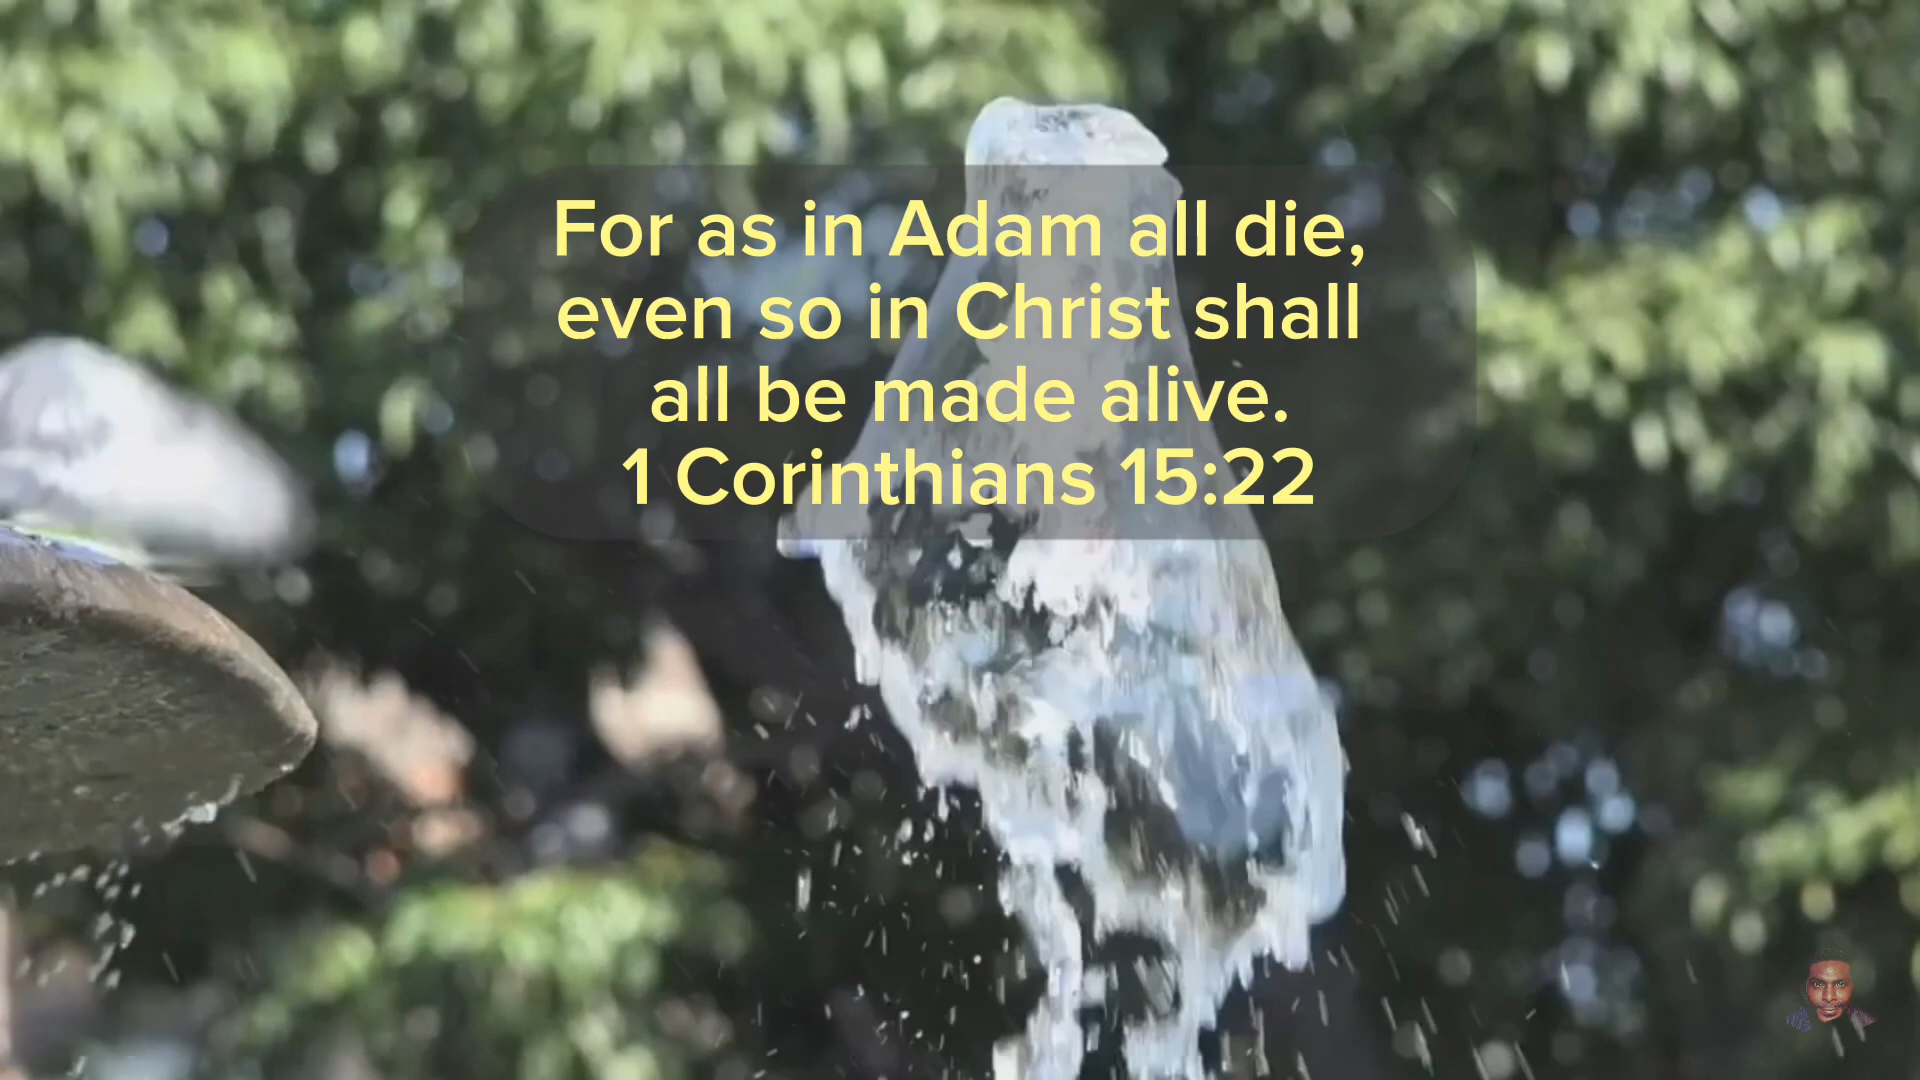 For as in Adam all die,
even so in Christ shall
all be made alive.
1 Corinthians 15:22